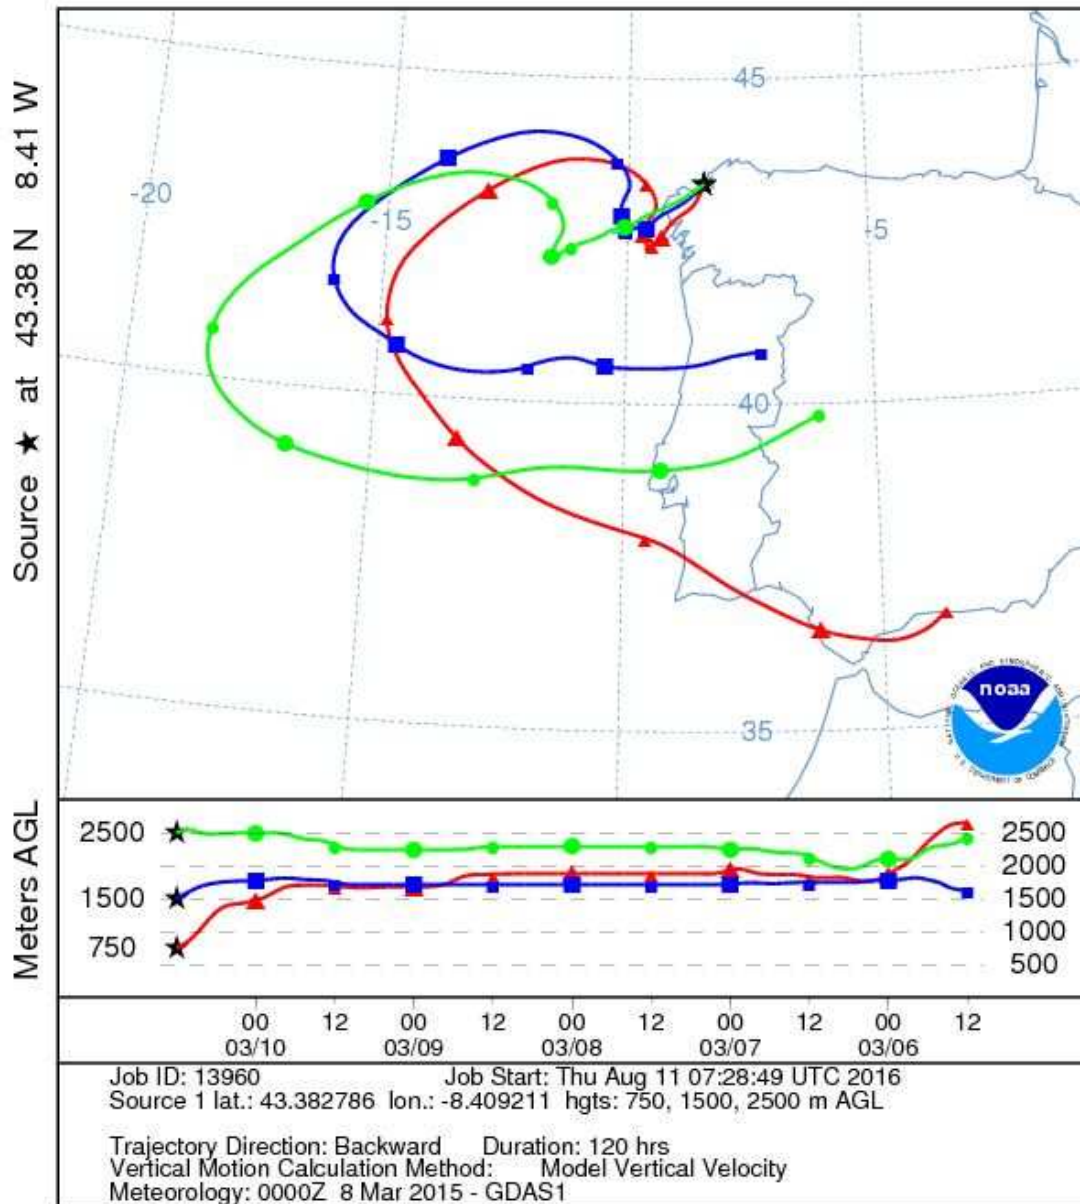 Source ★ at 43.38 N 8.41 W
45
-20
-15
-5
40
35
noaa
Meters AGL
2500
1500
750
2500
2000
1500
1000
500
00 12 00 12 00 12 00 12 00 12
03/10 03/09 03/08 03/07 03/06
Job ID: 13960 Job Start: Thu Aug 11 07:28:49 UTC 2016
Source 1 lat.: 43.382786 lon.: -8.409211 hgts: 750, 1500, 2500 m AGL
Trajectory Direction: Backward Duration: 120 hrs
Vertical Motion Calculation Method: Model Vertical Velocity
Meteorology: 0000Z 8 Mar 2015 - GDAS1